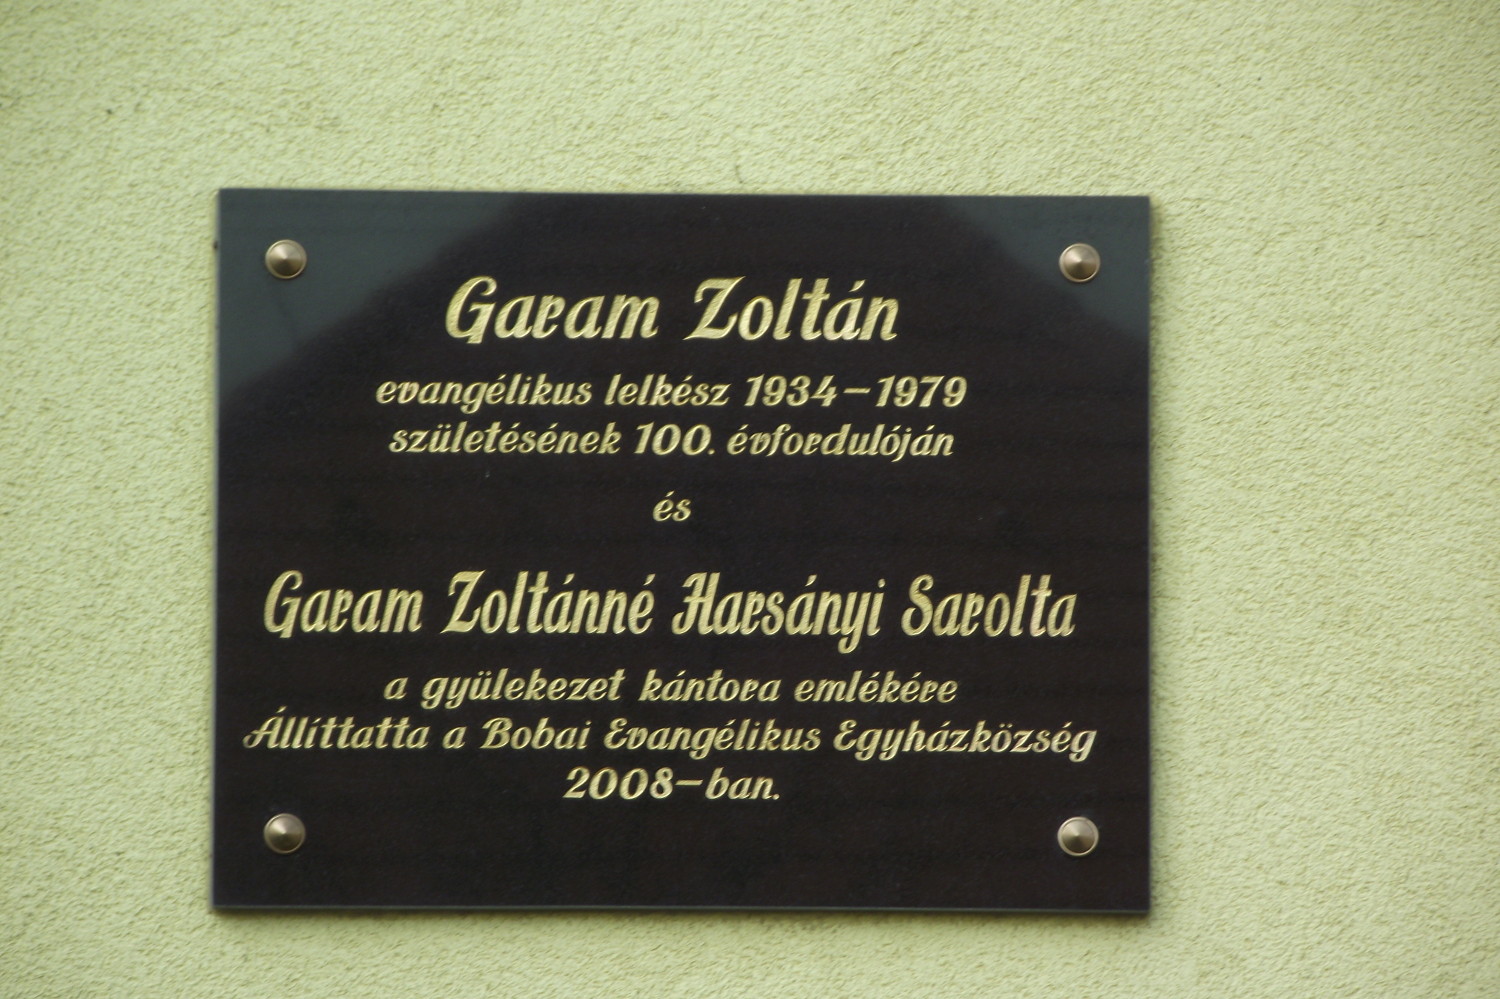 Garam Zoltán
evangélikus lelkész 1934-1979
születésének 100. évfordulóján
és
Garam Zoltánné Harsányi Sarolta
a gyülekezet kántora emlékére
Állíttatta a Bobai Evangélikus Egyházközség
2008-ban.